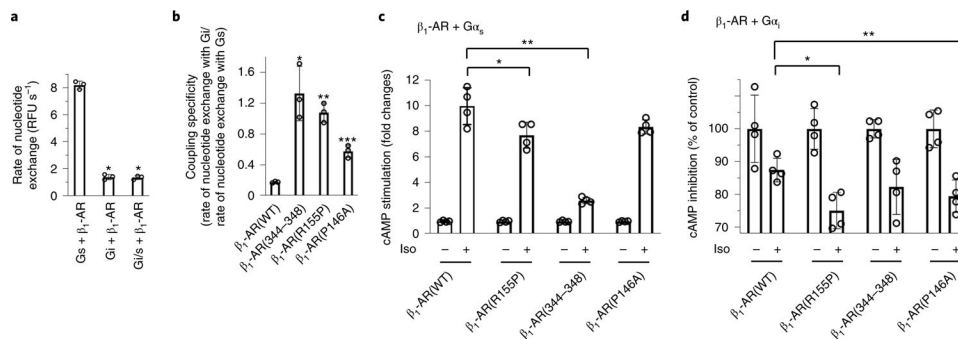 a
Rate of nucleotide
exchange (RFU s⁻¹)
10
8
6
4
2
0
*
*
Gs + β₁-AR
Gi + β₁-AR
Gi/s + β₁-AR
b
Coupling specificity
(rate of nucleotide exchange with Gi/
rate of nucleotide exchange with Gs)
1.6
1.2
0.8
0.4
0
*
**
***
β₁-AR(WT)
β₁-AR(344–348)
β₁-AR(R155P)
β₁-AR(P146A)
c
β₁-AR + Gαₛ
cAMP stimulation (fold changes)
14
12
10
8
6
4
2
0
**
*
Iso – + – + – + – +
β₁-AR(WT)
β₁-AR(R155P)
β₁-AR(344–348)
β₁-AR(P146A)
d
β₁-AR + Gαᵢ
cAMP inhibition (% of control)
110
100
90
80
70
**
*
Iso – + – + – + – +
β₁-AR(WT)
β₁-AR(R155P)
β₁-AR(344–348)
β₁-AR(P146A)